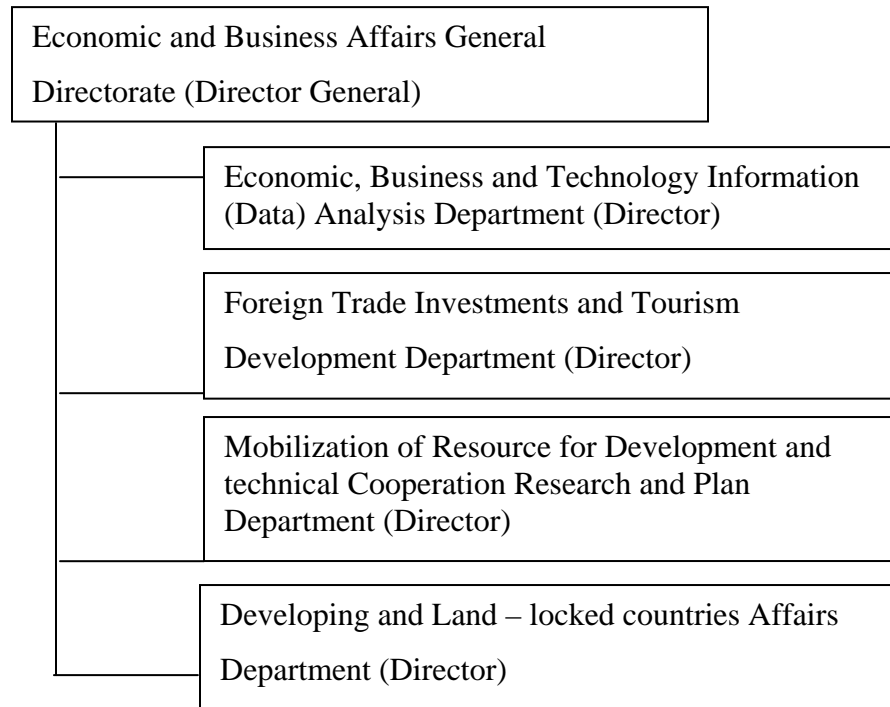 Economic and Business Affairs General
Directorate (Director General)
Economic, Business and Technology Information
(Data) Analysis Department (Director)
Foreign Trade Investments and Tourism
Development Department (Director)
Mobilization of Resource for Development and
technical Cooperation Research and Plan
Department (Director)
Developing and Land – locked countries Affairs
Department (Director)